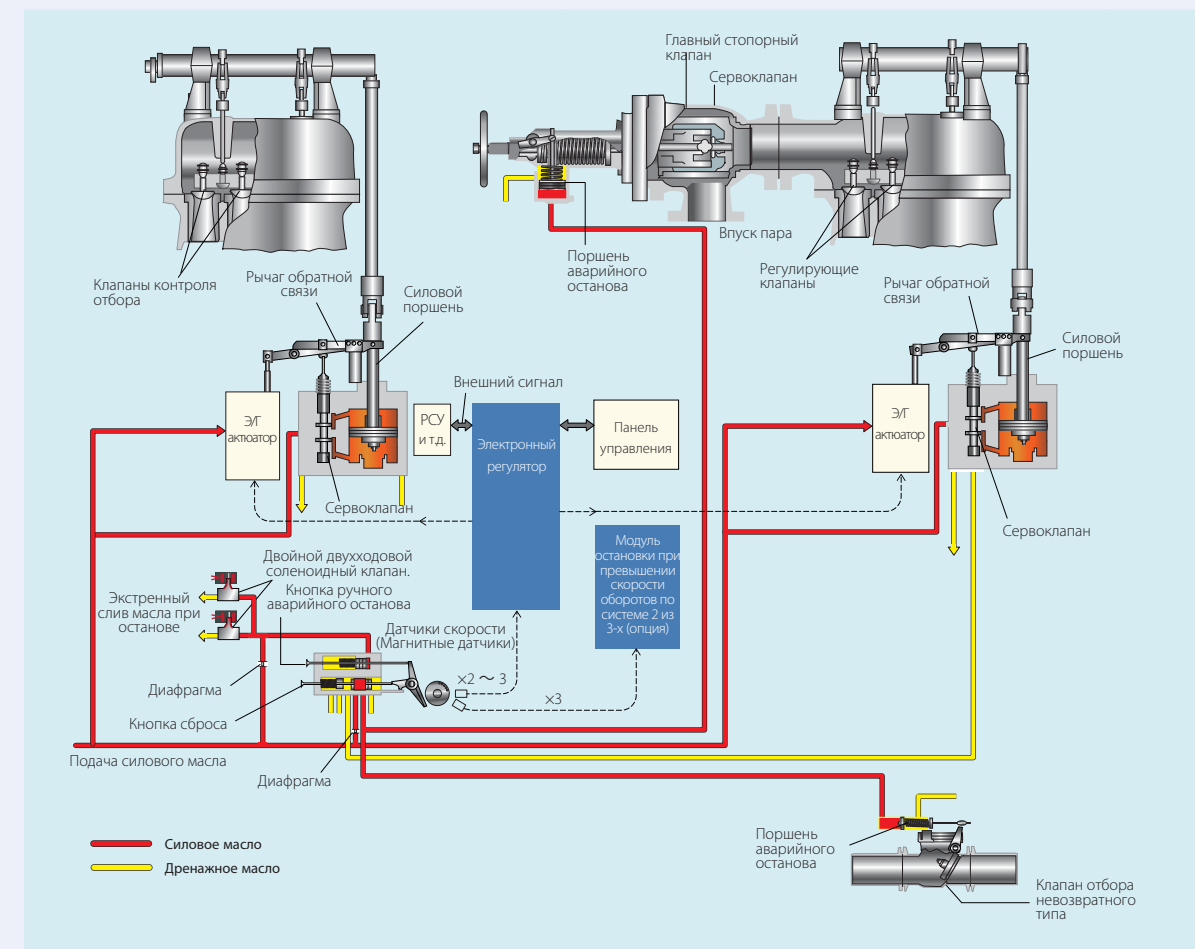 Главный стопорный
клапан
Сервоклапан
Впуск пара
Поршень
аварийного
останова
Регулирующие
клапаны
Клапаны контроля
отбора
Рычаг обратной
связи
Силовой
поршень
Рычаг обратной
связи
Силовой
поршень
Внешний сигнал
Э/Г
актюатор
РСУ
и т.д.
Электронный
регулятор
Панель
управления
Э/Г
актюатор
Сервоклапан
Сервоклапан
Модуль
остановки при
превышении
скорости
оборотов по
системе 2 из
3-х (опция)
Двойной двухходовой
соленоидный клапан.
Кнопка ручного
аварийного останова
Экстренный
слив масла при
останове
Датчики скорости
(Магнитные датчики)
×2 ~ 3
×3
Диафрагма
Кнопка сброса
Подача силового масла
Диафрагма
Силовое масло
Дренажное масло
Поршень
аварийного
останова
Клапан отбора
невозвратного
типа